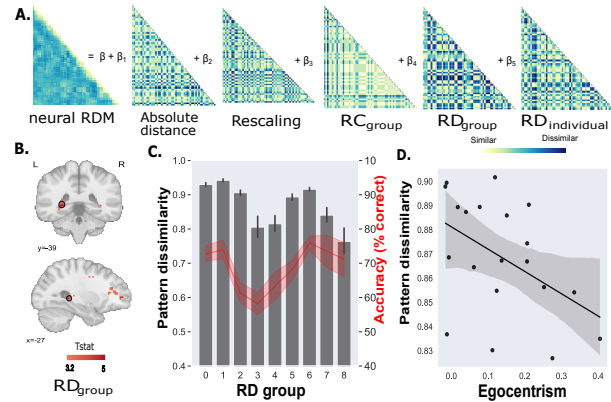 A.
= β + β1
+ β2
+ β3
+ β4
+ β5
neural RDM
Absolute distance
Rescaling
RCgroup
RDgroup
RDindividual
Similar
Dissimilar
B.
L
R
y=-39
x=-27
Tstat
3.2
5
RDgroup
C.
Pattern dissimilarity
1.0
0.9
0.8
0.7
0.6
0.5
0.4
Accuracy (% correct)
10
90
80
70
60
50
40
0 1 2 3 4 5 6 7 8
RD group
D.
Pattern dissimilarity
0.90
0.89
0.88
0.87
0.86
0.85
0.84
0.83
0.0 0.1 0.2 0.3 0.4
Egocentrism